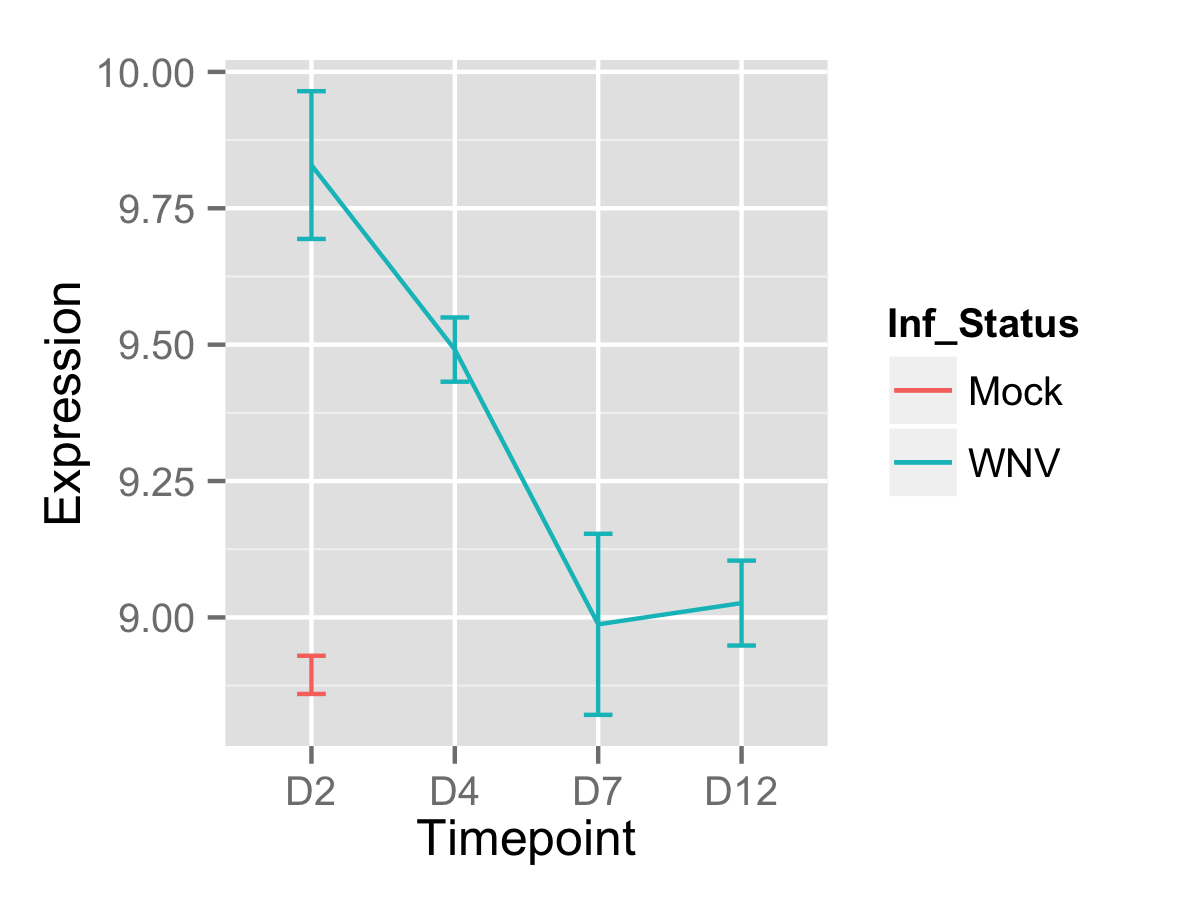 10.00
9.75
9.50
9.25
9.00
Expression
D2 D4 D7 D12
Timepoint
Inf_Status
Mock
WNV